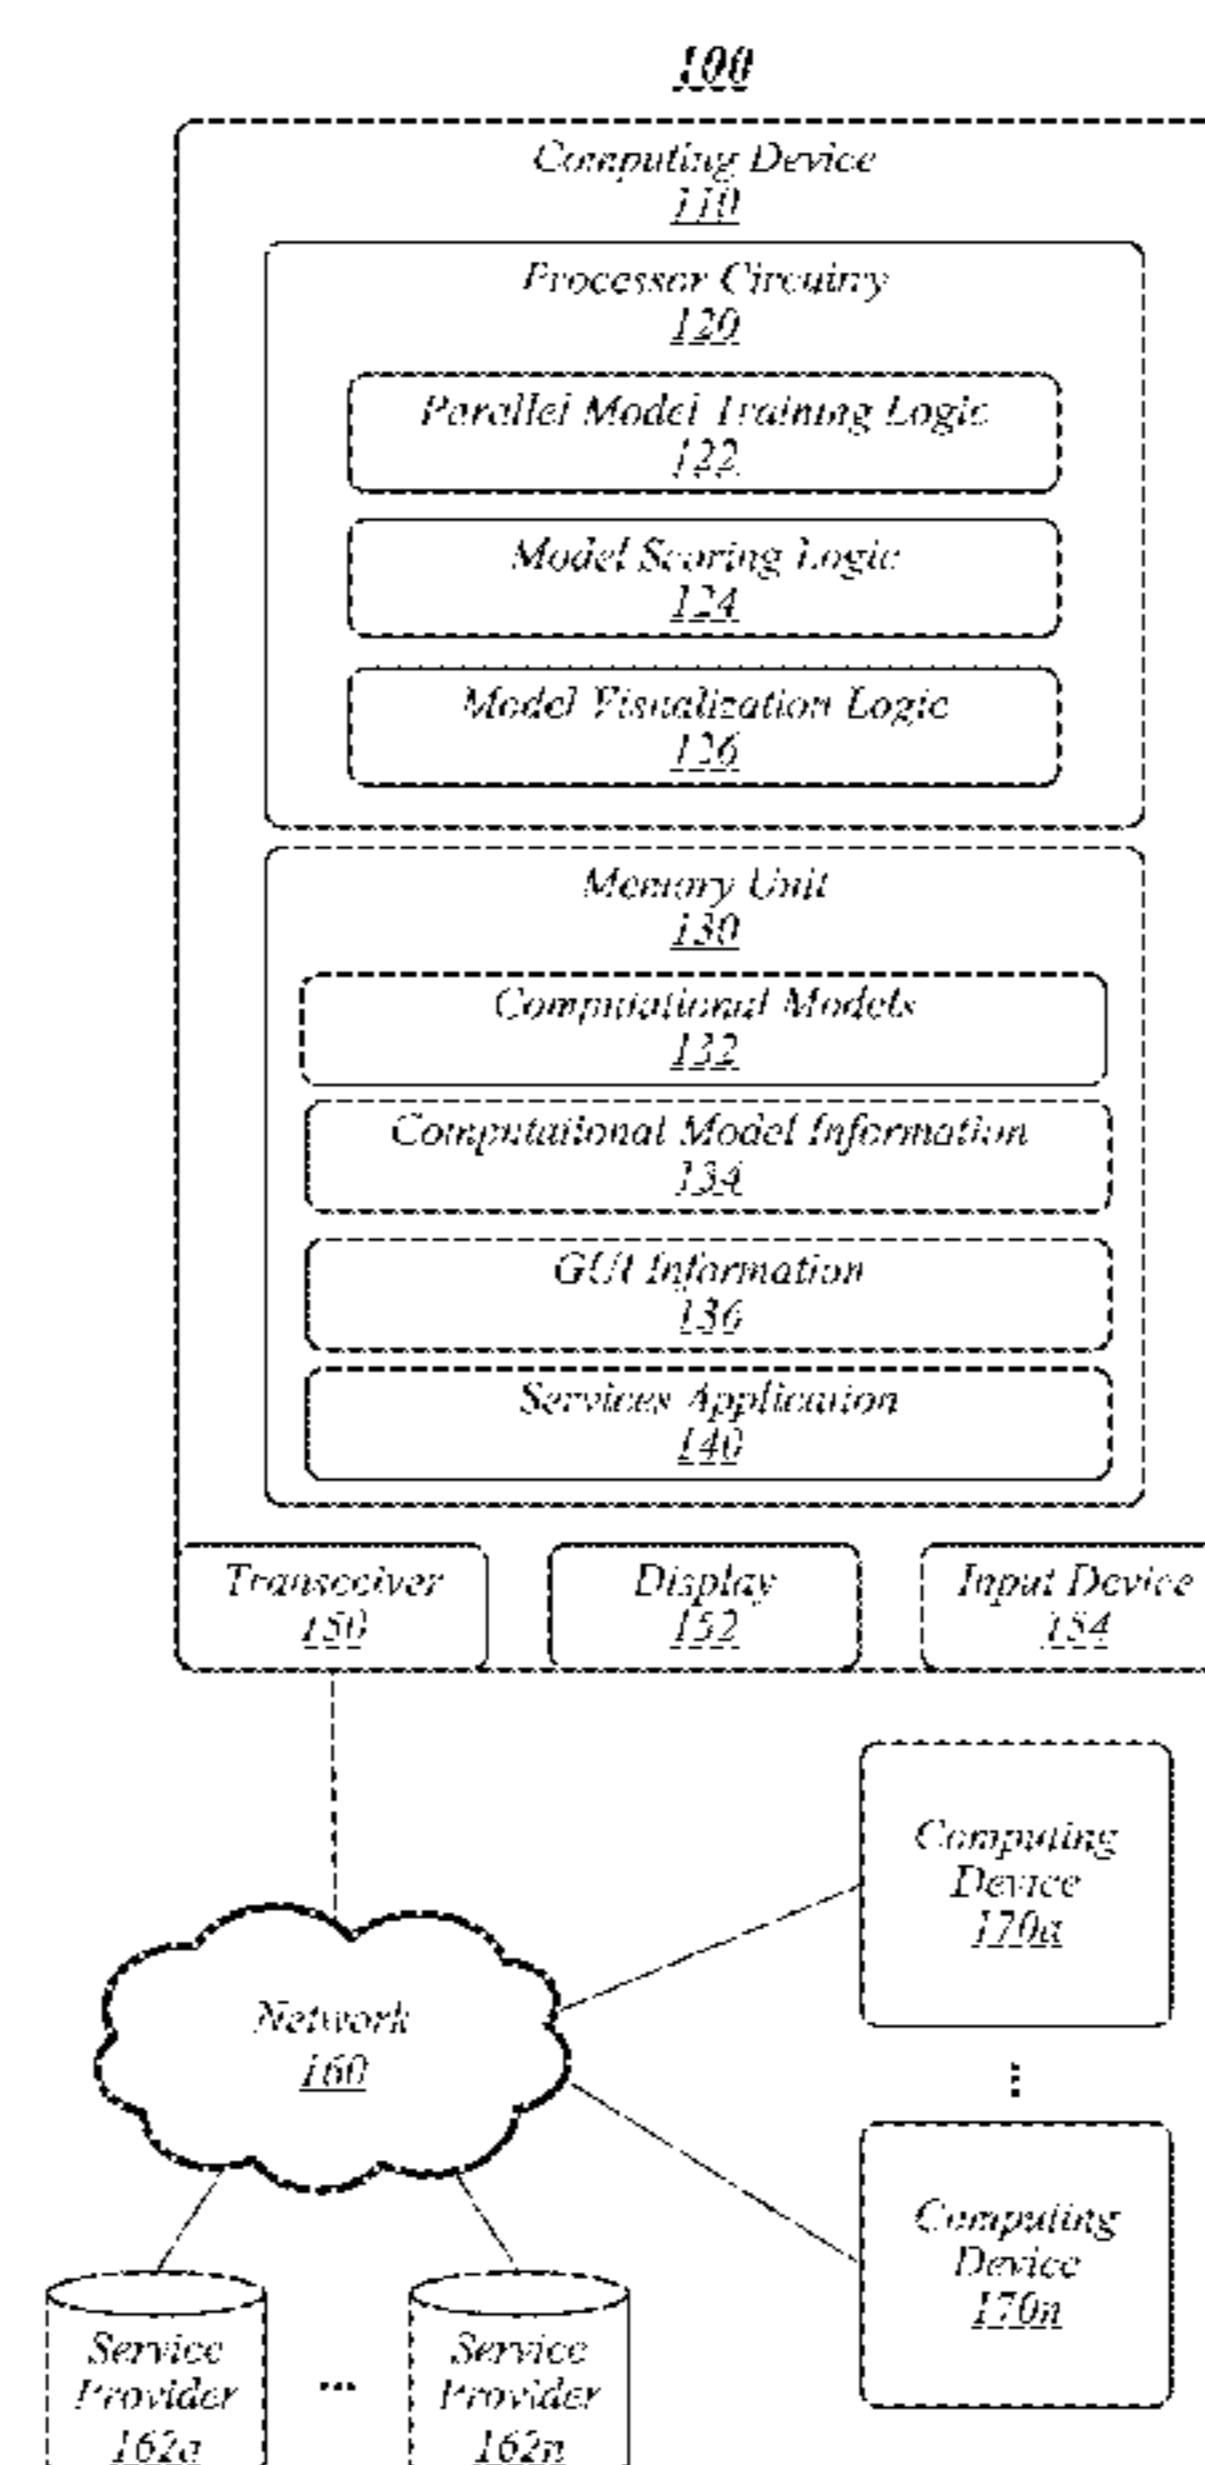 100
Computing Device
110
Processor Circuitry
120
Parallel Model Training Logic
122
Model Scoring Logic
124
Model Visualization Logic
126
Memory Unit
130
Computational Models
132
Computational Model Information
134
GUI Information
136
Services Application
140
Transceiver
150
Display
152
Input Device
154
Network
160
Computing
Device
170a
Computing
Device
170n
Service
Provider
162a
...
Service
Provider
162n